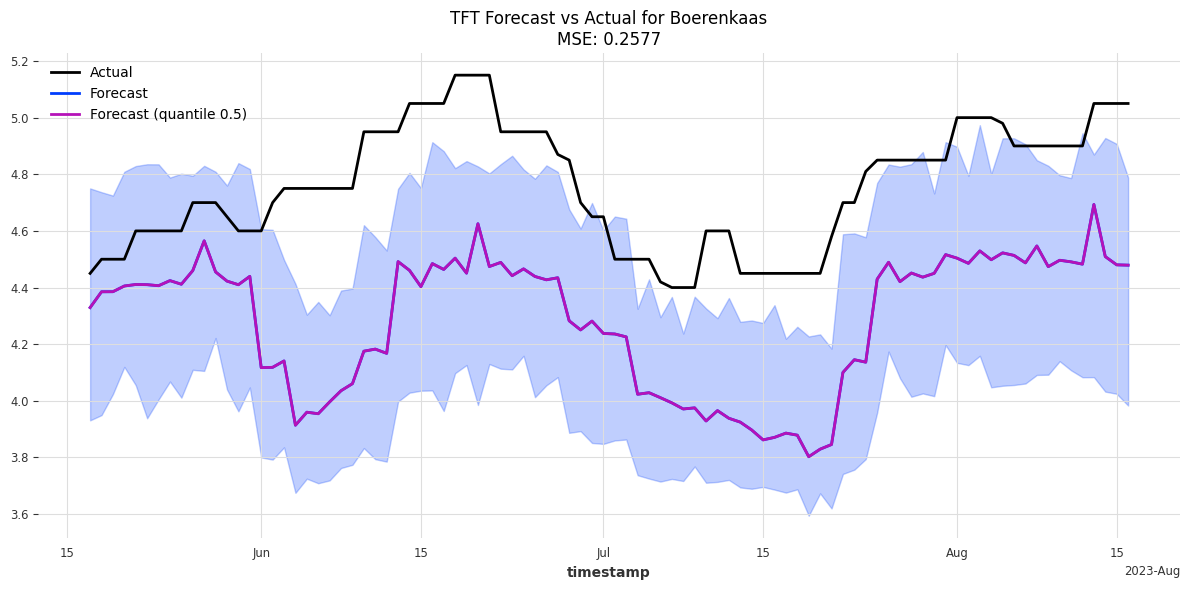 TFT Forecast vs Actual for Boerenkaas
MSE: 0.2577
Actual
Forecast
Forecast (quantile 0.5)
5.2
5.0
4.8
4.6
4.4
4.2
4.0
3.8
3.6
15
Jun
15
Jul
15
Aug
15
timestamp
2023-Aug